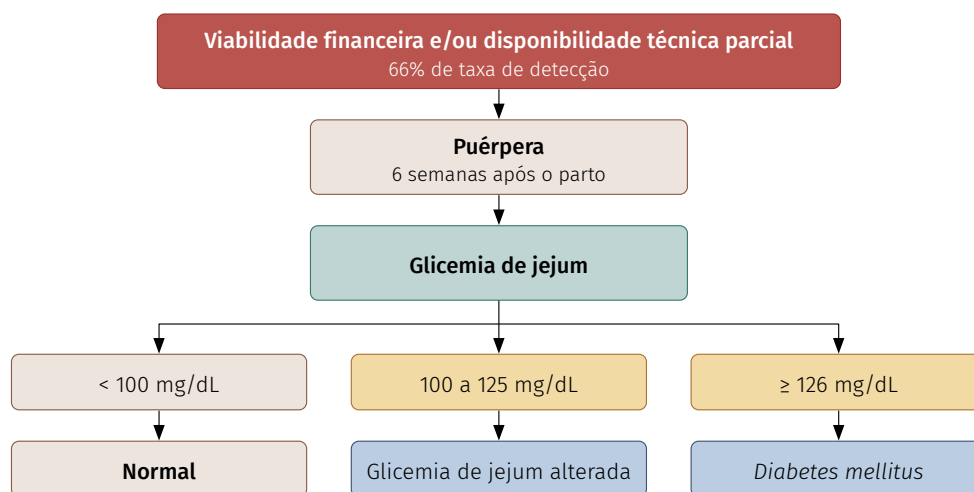 Viabilidade financeira e/ou disponibilidade técnica parcial
66% de taxa de detecção
Puérpera
6 semanas após o parto
Glicemia de jejum
< 100 mg/dL
100 a 125 mg/dL
≥ 126 mg/dL
Normal
Glicemia de jejum alterada
Diabetes mellitus